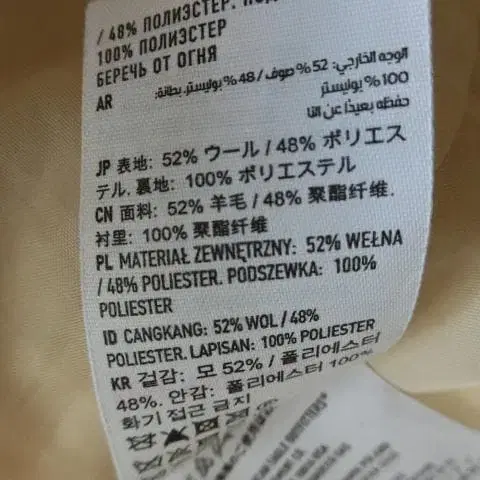 / 48% ПОЛИЭСТЕР.
100% ПОЛИЭСТЕР
БЕРЕЧЬ ОТ ОГНЯ
AR
الوجه الخارجي: 52% صوف / 48% بوليستر. بطانة:
100% بوليستر
حفظه بعيدًا عن النا
JP 表地: 52% ウール / 48% ポリエス
テル. 裏地: 100% ポリエステル
CN 面料: 52% 羊毛 / 48% 聚酯纤维.
衬里: 100% 聚酯纤维
PL MATERIAŁ ZEWNĘTRZNY: 52% WEŁNA
/ 48% POLIESTER. PODSZEWKA: 100%
POLIESTER
ID CANGKANG: 52% WOL / 48%
POLIESTER. LAPISAN: 100% POLIESTER
KR 겉감: 모 52% / 폴리에스터
48%. 안감: 폴리에스터 100%
화기 접근 금지
OUTFITTERS